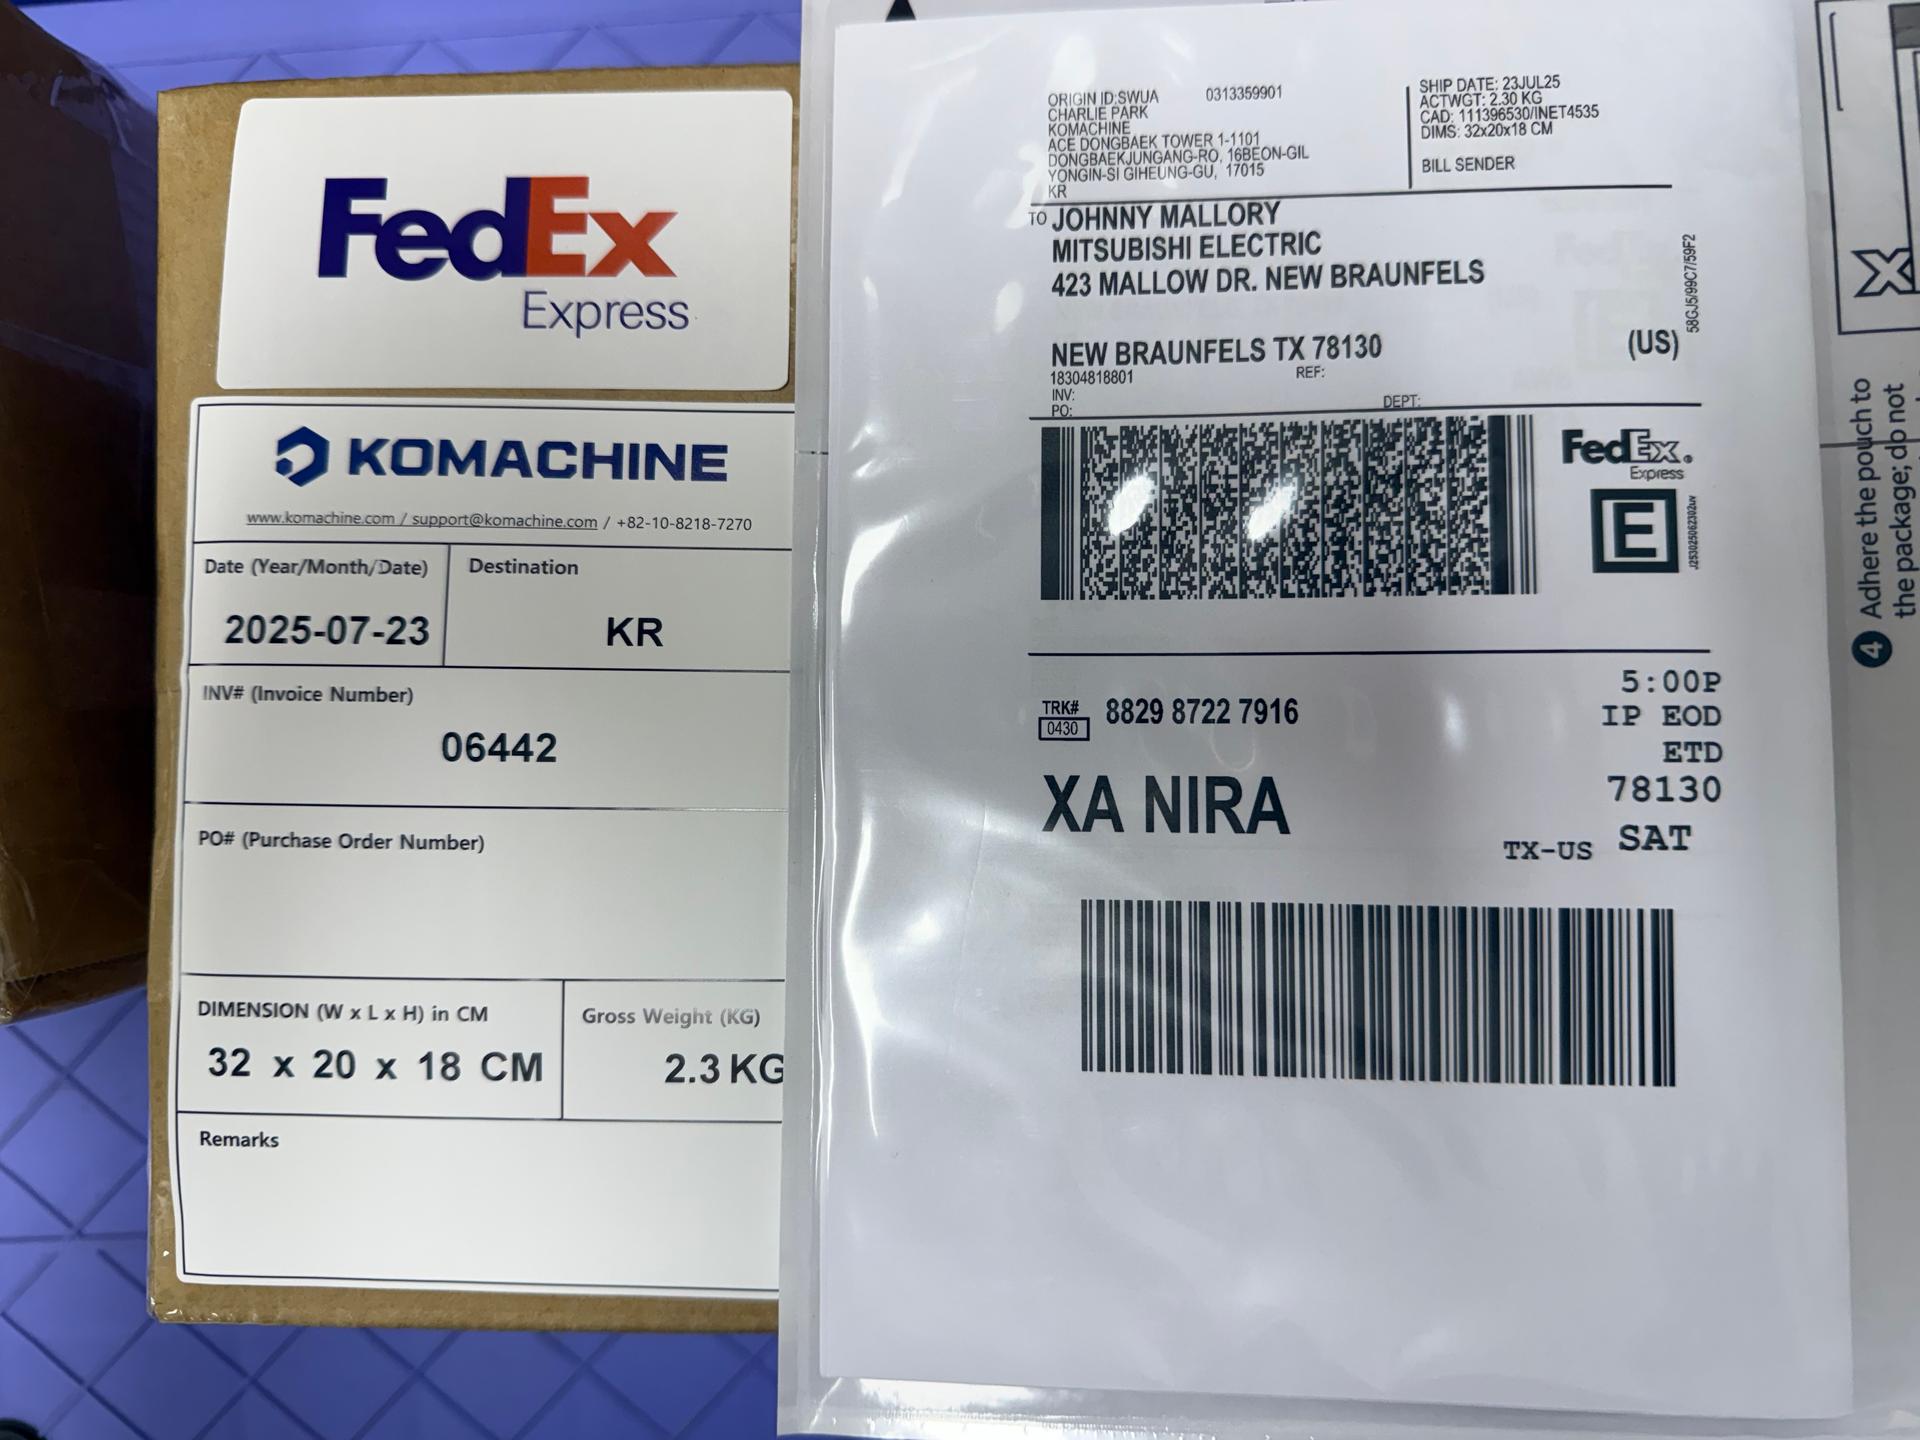 FedEx
Express
KOMACHINE
www.komachine.com / support@komachine.com / +82-10-8218-7270
Date (Year/Month/Date)
Destination
2025-07-23
KR
INV# (Invoice Number)
06442
PO# (Purchase Order Number)
DIMENSION (W x L x H) in CM
Gross Weight (KG)
32 x 20 x 18 CM
2.3 KG
Remarks
ORIGIN ID:SWUA 0313359901
CHARLIE PARK
KOMACHINE
ACE DONGBAEK TOWER 1-1101
DONGBAEKJUNGANG-RO, 16BEON-GIL
YONGIN-SI GIHEUNG-GU, 17015
KR
SHIP DATE: 23JUL25
ACTWGT: 2.30 KG
CAD: 111396530/INET4535
DIMS: 32x20x18 CM
BILL SENDER
TO JOHNNY MALLORY
MITSUBISHI ELECTRIC
423 MALLOW DR. NEW BRAUNFELS
NEW BRAUNFELS TX 78130 (US)
18304818801 REF:
INV:
PO: DEPT:
58GJ5/99C7/59F2
FedEx
Express
E
J253025062302uv
TRK# 8829 8722 7916
0430
5:00P
IP EOD
ETD
78130
XA NIRA
TX-US SAT
4 Adhere the pouch to
the package; do not